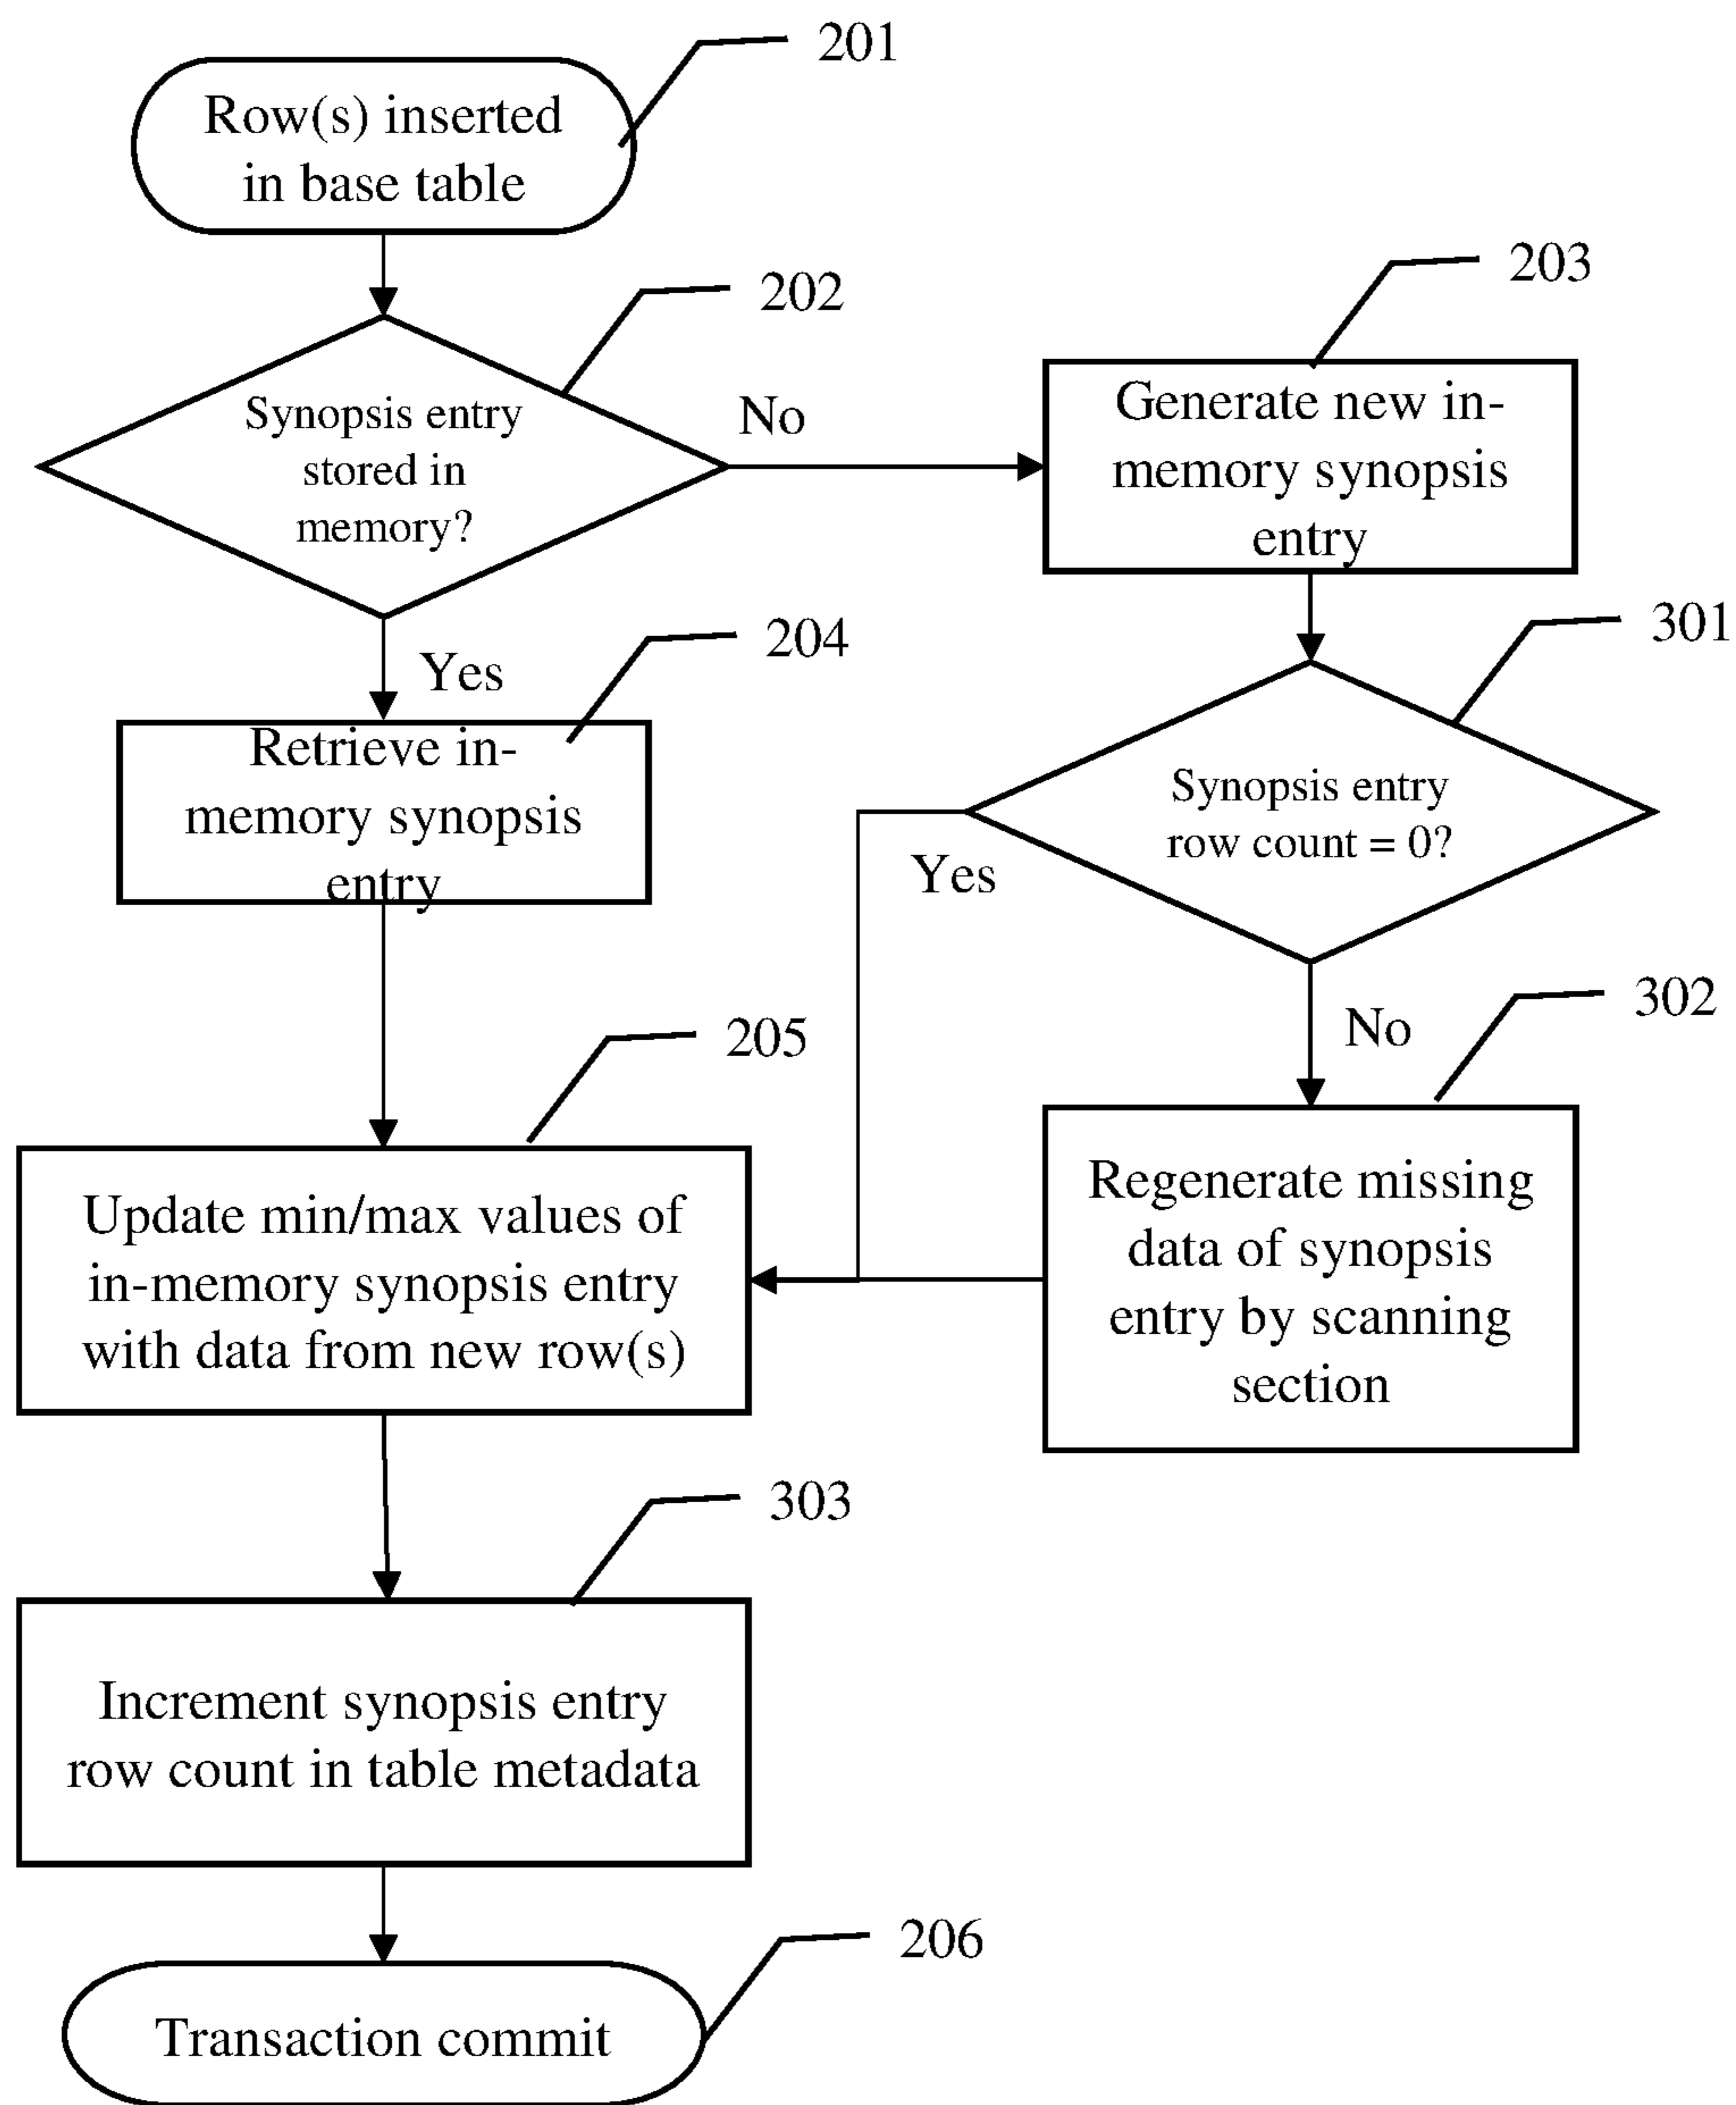 201
Row(s) inserted
in base table
202
203
Synopsis entry
stored in
memory?
No
Generate new in-
memory synopsis
entry
Yes
204
Retrieve in-
memory synopsis
entry
301
Synopsis entry
row count = 0?
Yes
No
302
205
Update min/max values of
in-memory synopsis entry
with data from new row(s)
Regenerate missing
data of synopsis
entry by scanning
section
303
Increment synopsis entry
row count in table metadata
206
Transaction commit